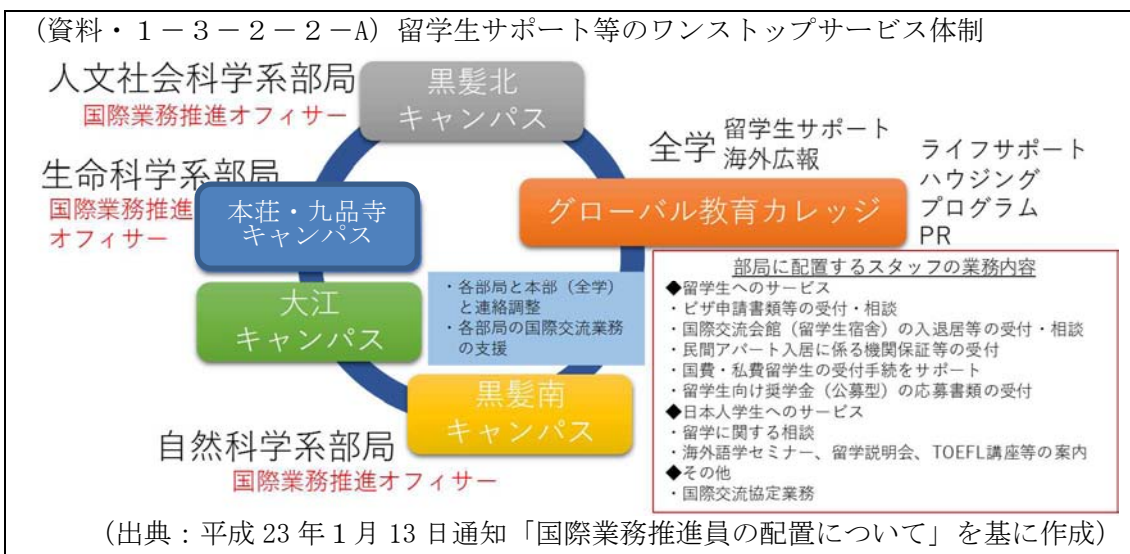 （資料・１－３－２－２－A）留学生サポート等のワンストップサービス体制
人文社会科学系部局
国際業務推進オフィサー
黒髪北
キャンパス
全学
留学生サポート
海外広報
ライフサポート
ハウジング
プログラム
PR
グローバル教育カレッジ
生命科学系部局
国際業務推進
オフィサー
本荘・九品寺
キャンパス
大江
キャンパス
・各部局と本部（全学）
と連絡調整
・各部局の国際交流業務
の支援
黒髪南
キャンパス
自然科学系部局
国際業務推進オフィサー
部局に配置するスタッフの業務内容
◆留学生へのサービス
・ビザ申請書類等の受付・相談
・国際交流会館（留学生宿舎）の入退居等の受付・相談
・民間アパート入居に係る機関保証等の受付
・国費・私費留学生の受付手続をサポート
・留学生向け奨学金（公募型）の応募書類の受付
◆日本人学生へのサービス
・留学に関する相談
・海外語学セミナー、留学説明会、TOEFL講座等の案内
◆その他
・国際交流協定業務
（出典：平成 23 年１月 13 日通知「国際業務推進員の配置について」を基に作成）